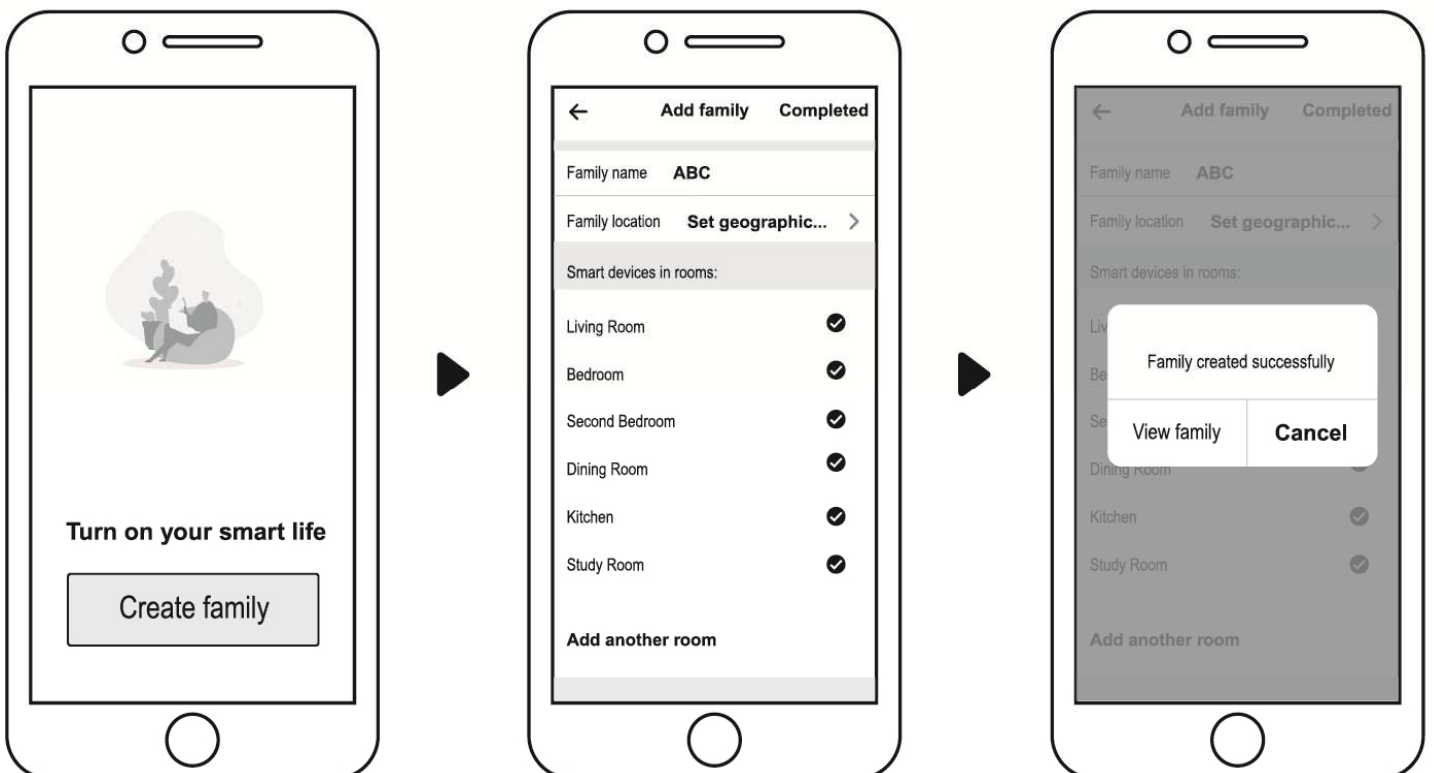 Turn on your smart life
Create family
Add family Completed
Family name ABC
Family location Set geographic...
Smart devices in rooms:
Living Room
Bedroom
Second Bedroom
Dining Room
Kitchen
Study Room
Add another room
Add family Completed
Family name ABC
Family location Set geographic...
Smart devices in rooms:
Liv
Family created successfully
Be
Se
View family Cancel
Dining Room
Kitchen
Study Room
Add another room